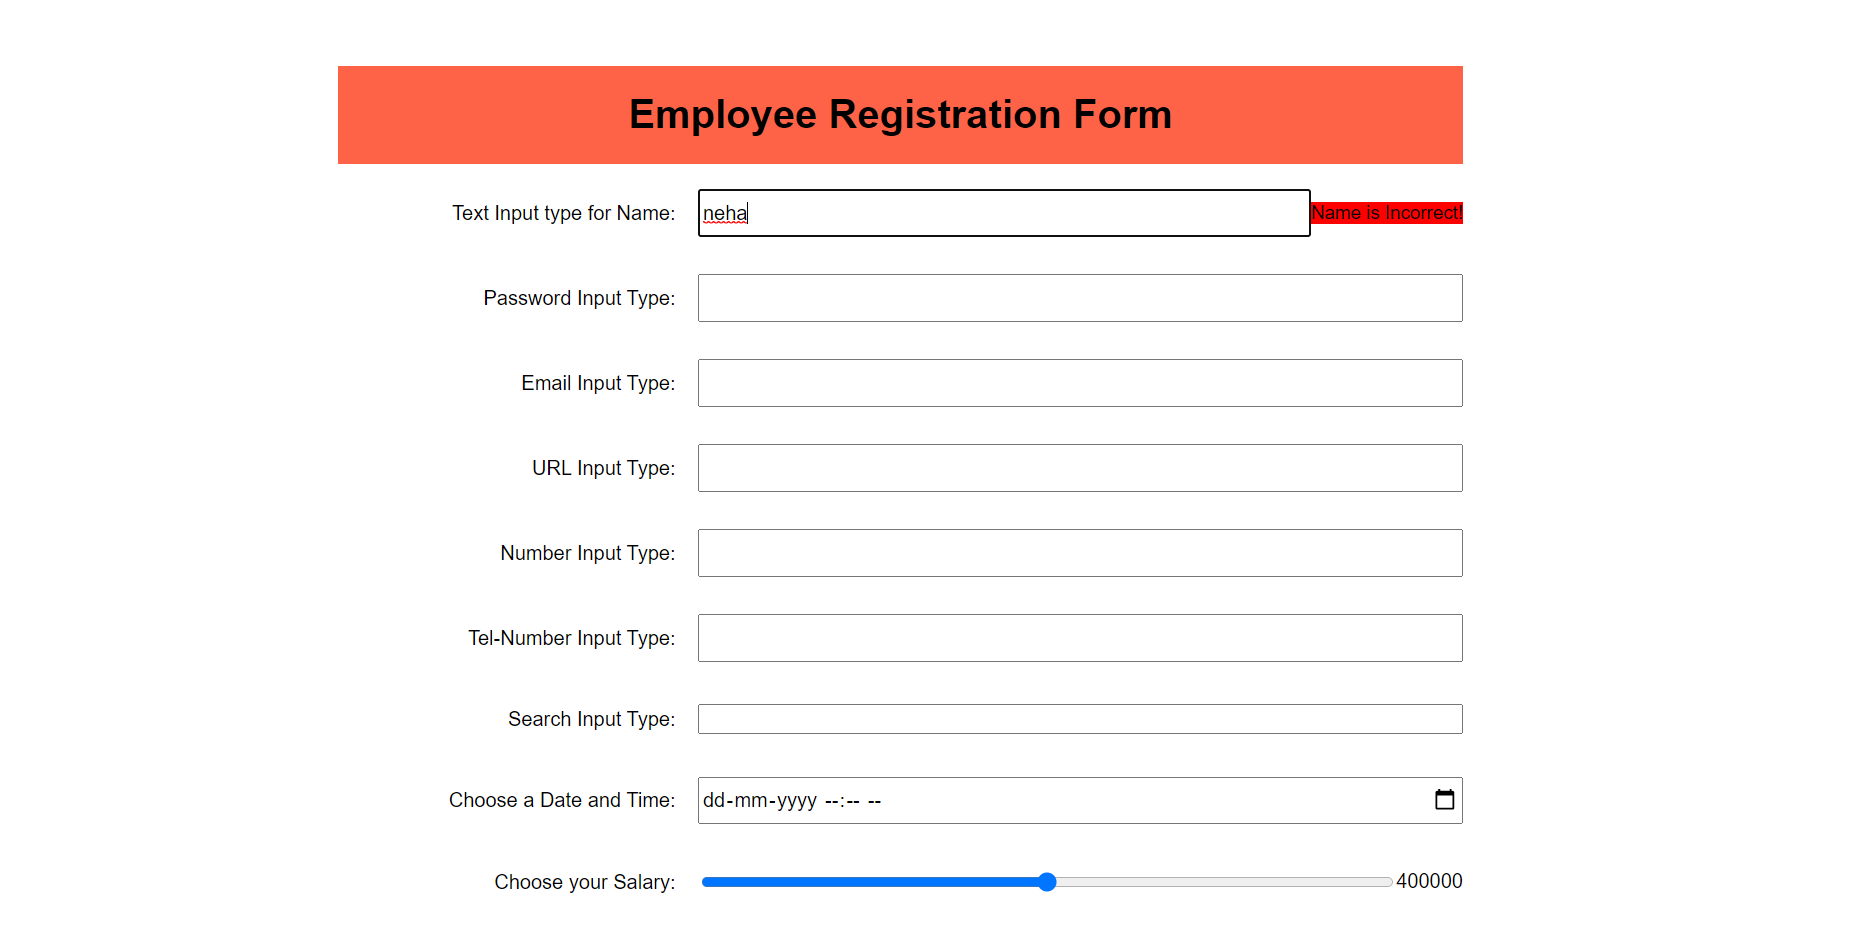 Employee Registration Form
Text Input type for Name: neha Name is Incorrect!
Password Input Type:
Email Input Type:
URL Input Type:
Number Input Type:
Tel-Number Input Type:
Search Input Type:
Choose a Date and Time: dd-mm-yyyy --:-- --
Choose your Salary: 400000